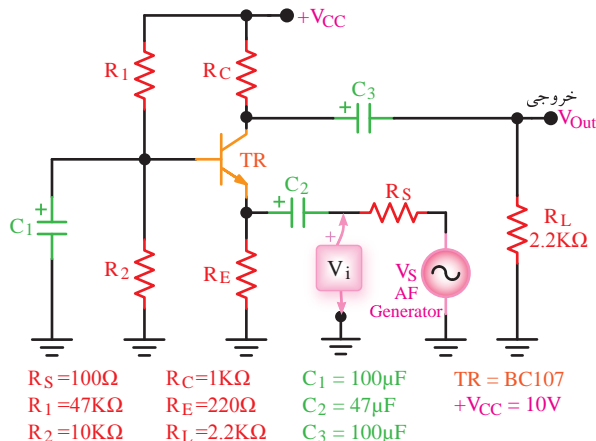 +VCC
R1
RC
C3
خروجی
VOut
TR
C2
RS
C1
R2
RE
Vi
VS
AF
Generator
RL
2.2KΩ
RS=100Ω
R1=47KΩ
R2=10KΩ
RC=1KΩ
RE=220Ω
RL=2.2KΩ
C1 = 100µF
C2 = 47µF
C3 = 100µF
TR = BC107
+VCC = 10V